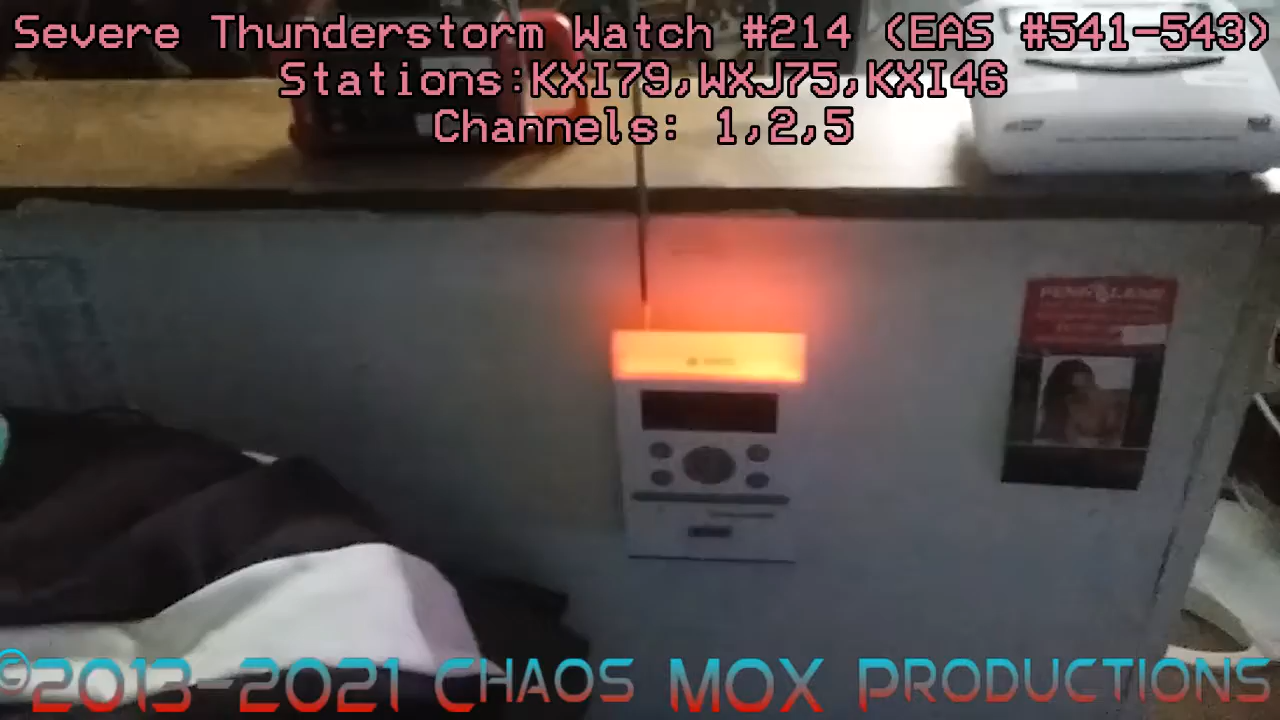 Severe Thunderstorm Watch #214 (EAS #541-543)
Stations:KXI79,WXJ75,KXI46
Channels: 1,2,5
©2013-2021 Chaos Mox Productions